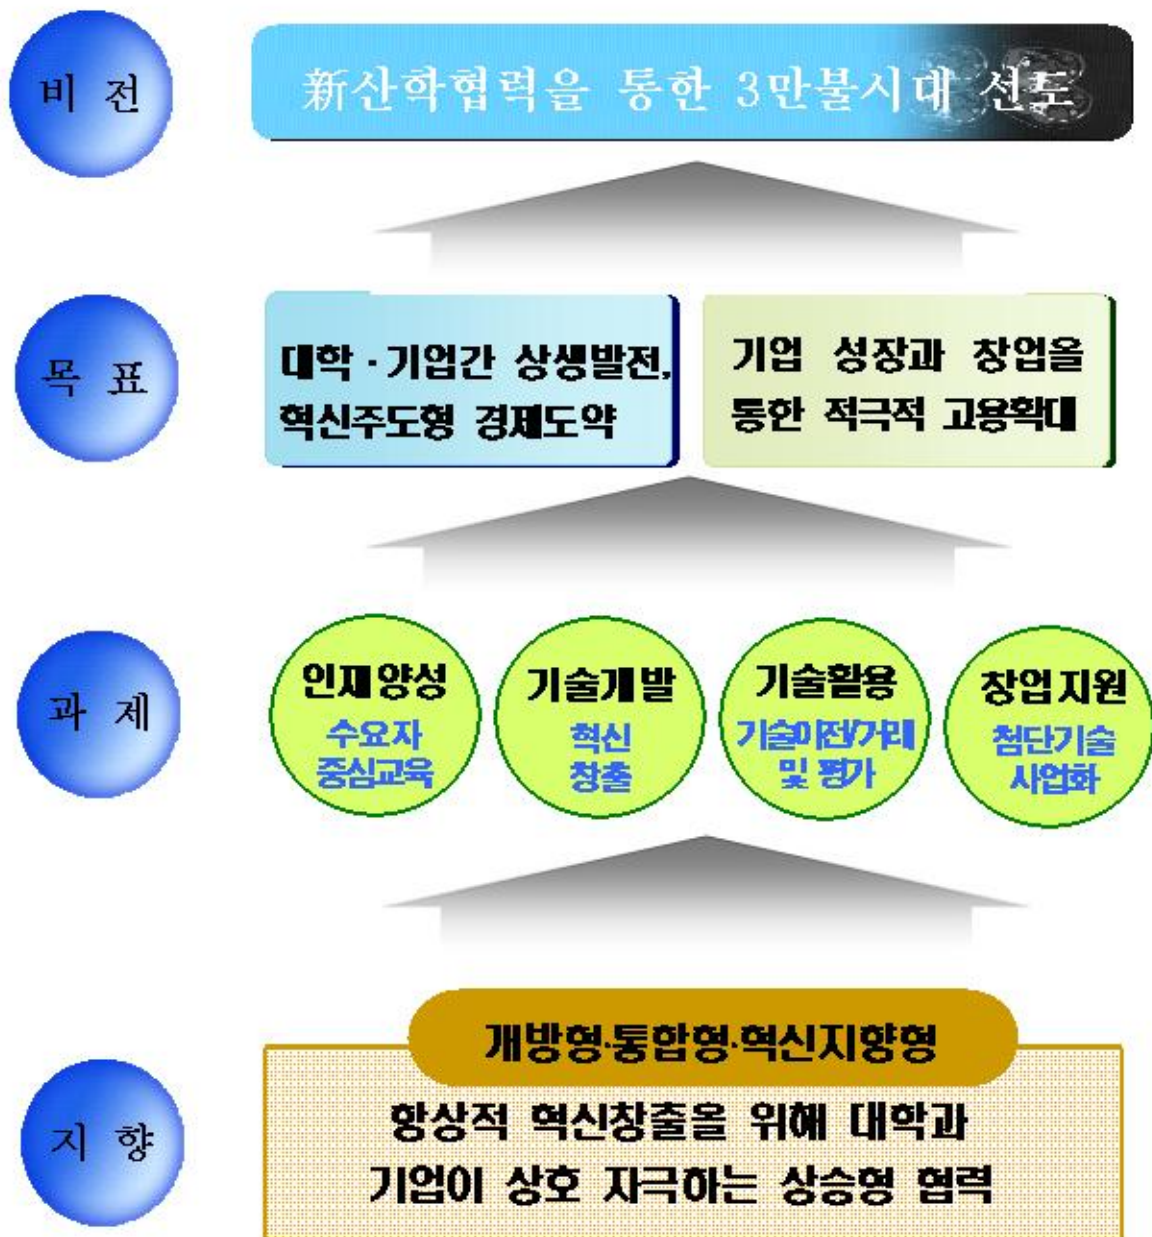 비 전
新산학협력을 통한 3만불시대 선도
목 표
대학·기업간 상생발전,
혁신주도형 경제도약
기업 성장과 창업을
통한 적극적 고용확대
과 제
인재양성
수요자
중심교육
기술개발
혁신
창출
기술활용
기술이전/거래
및 평가
창업지원
첨단기술
사업화
지 향
개방형·통합형·혁신지향형
항상적 혁신창출을 위해 대학과
기업이 상호 자극하는 상승형 협력